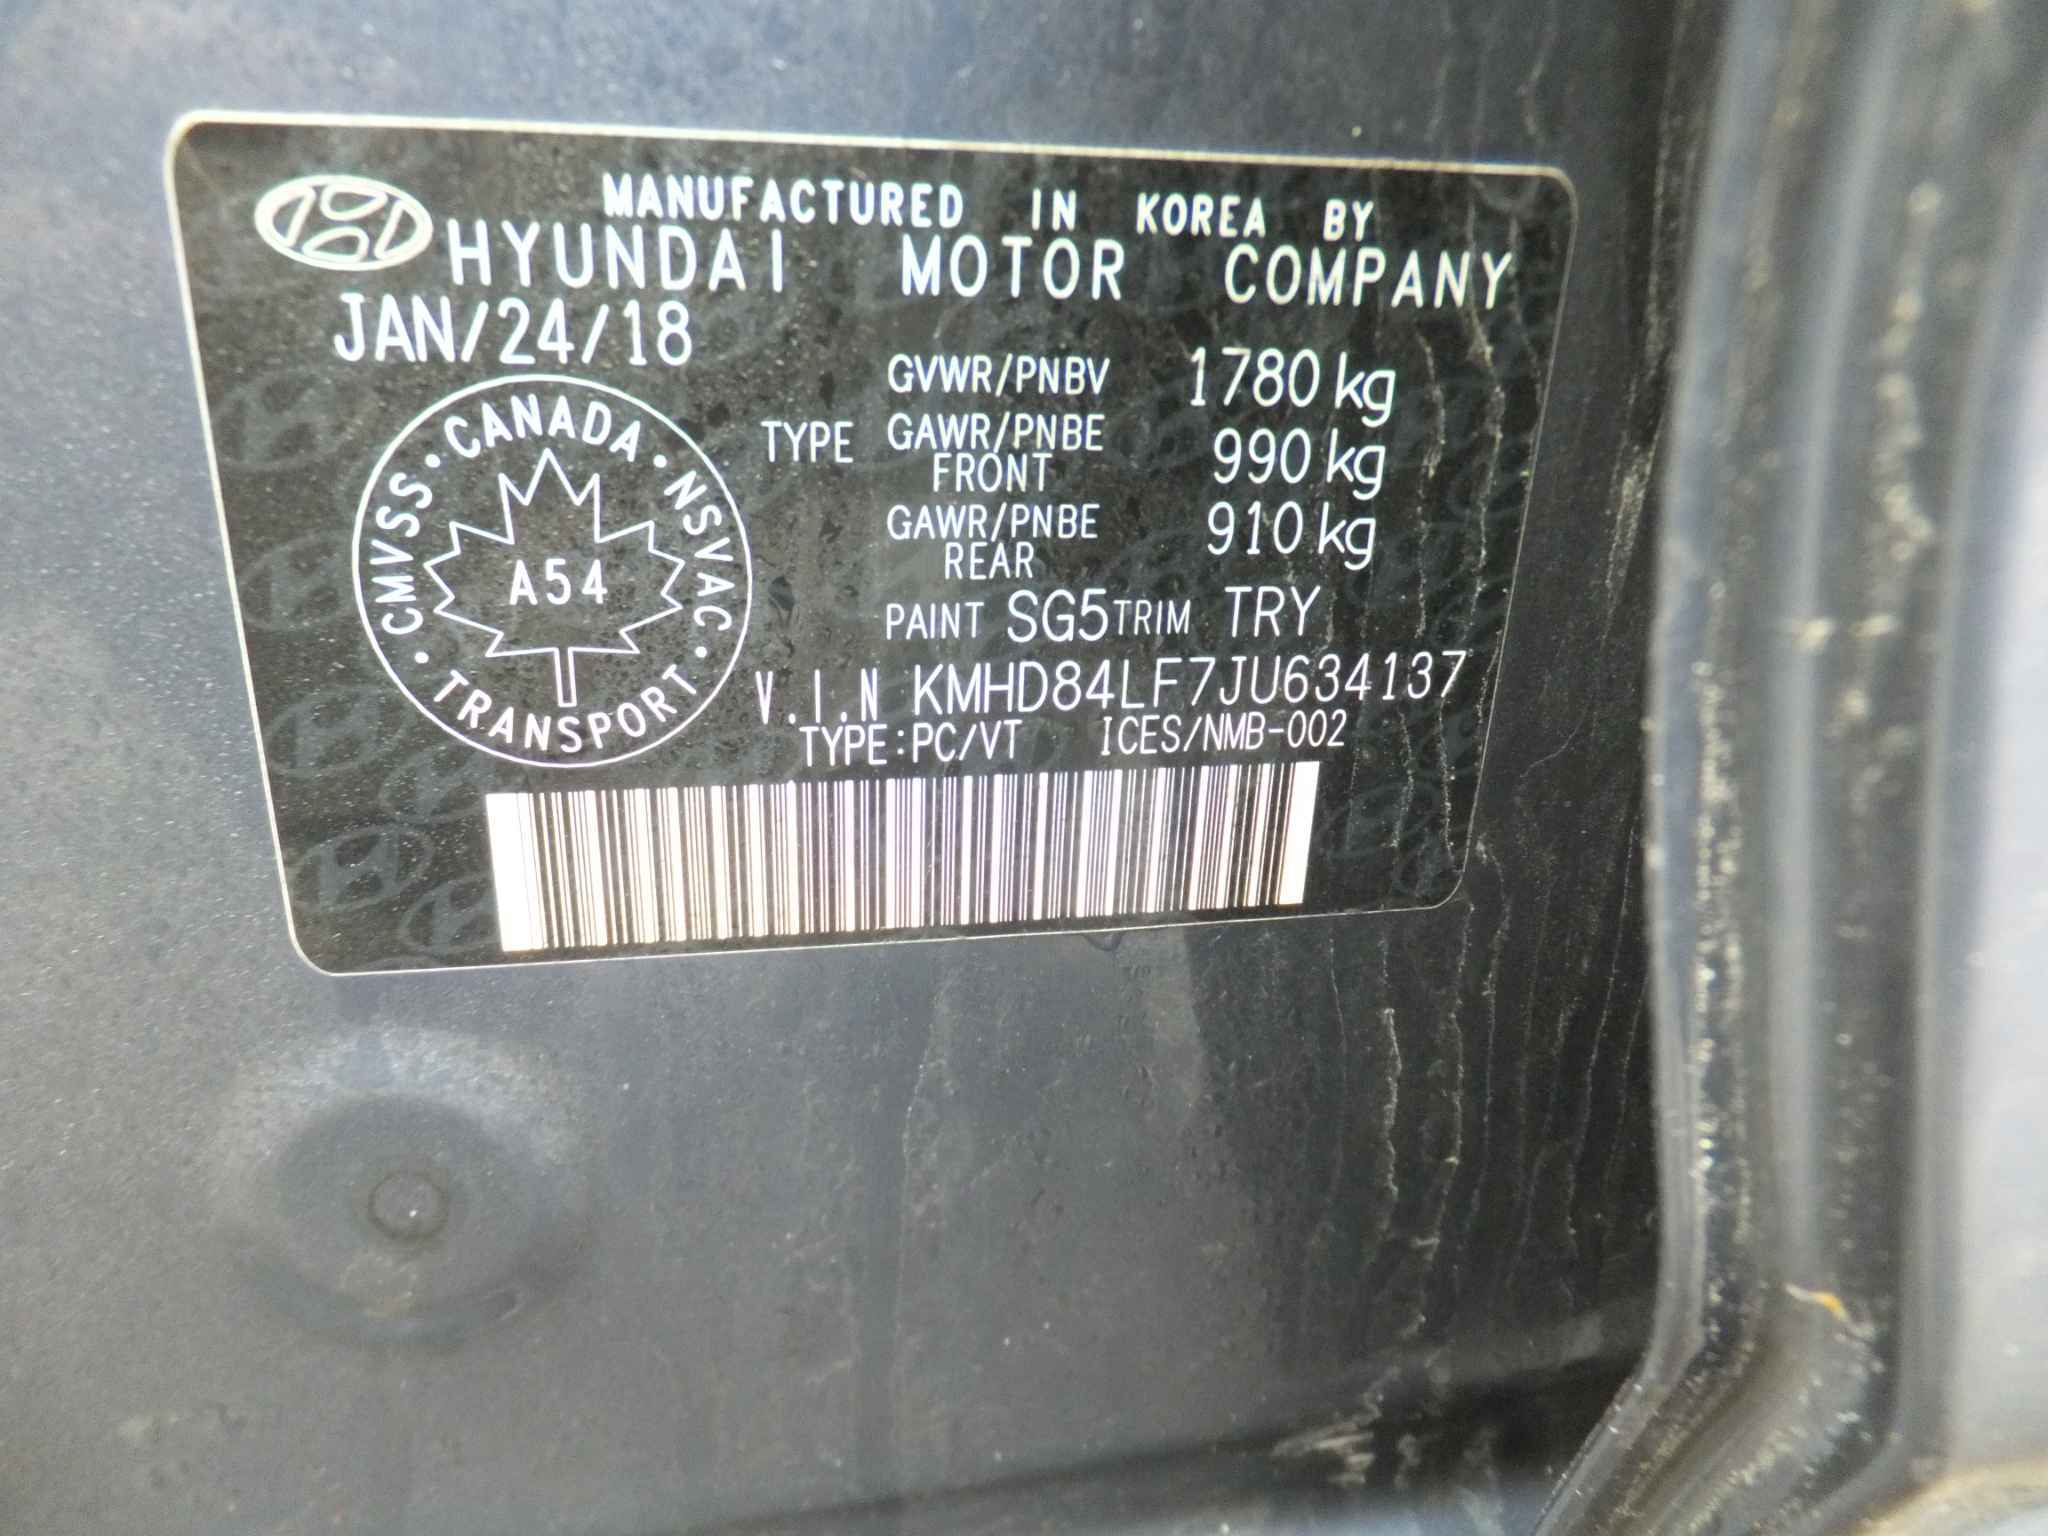 MANUFACTURED IN KOREA BY
HYUNDAI MOTOR COMPANY
JAN/24/18
GVWR/PNBV 1780 kg
TYPE GAWR/PNBE FRONT 990 kg
GAWR/PNBE REAR 910 kg
CMVSS · CANADA · NSVAC · TRANSPORT ·
A54
PAINT SG5 TRIM TRY
V.I.N KMHD84LF7JU634137
TYPE:PC/VT ICES/NMB-002